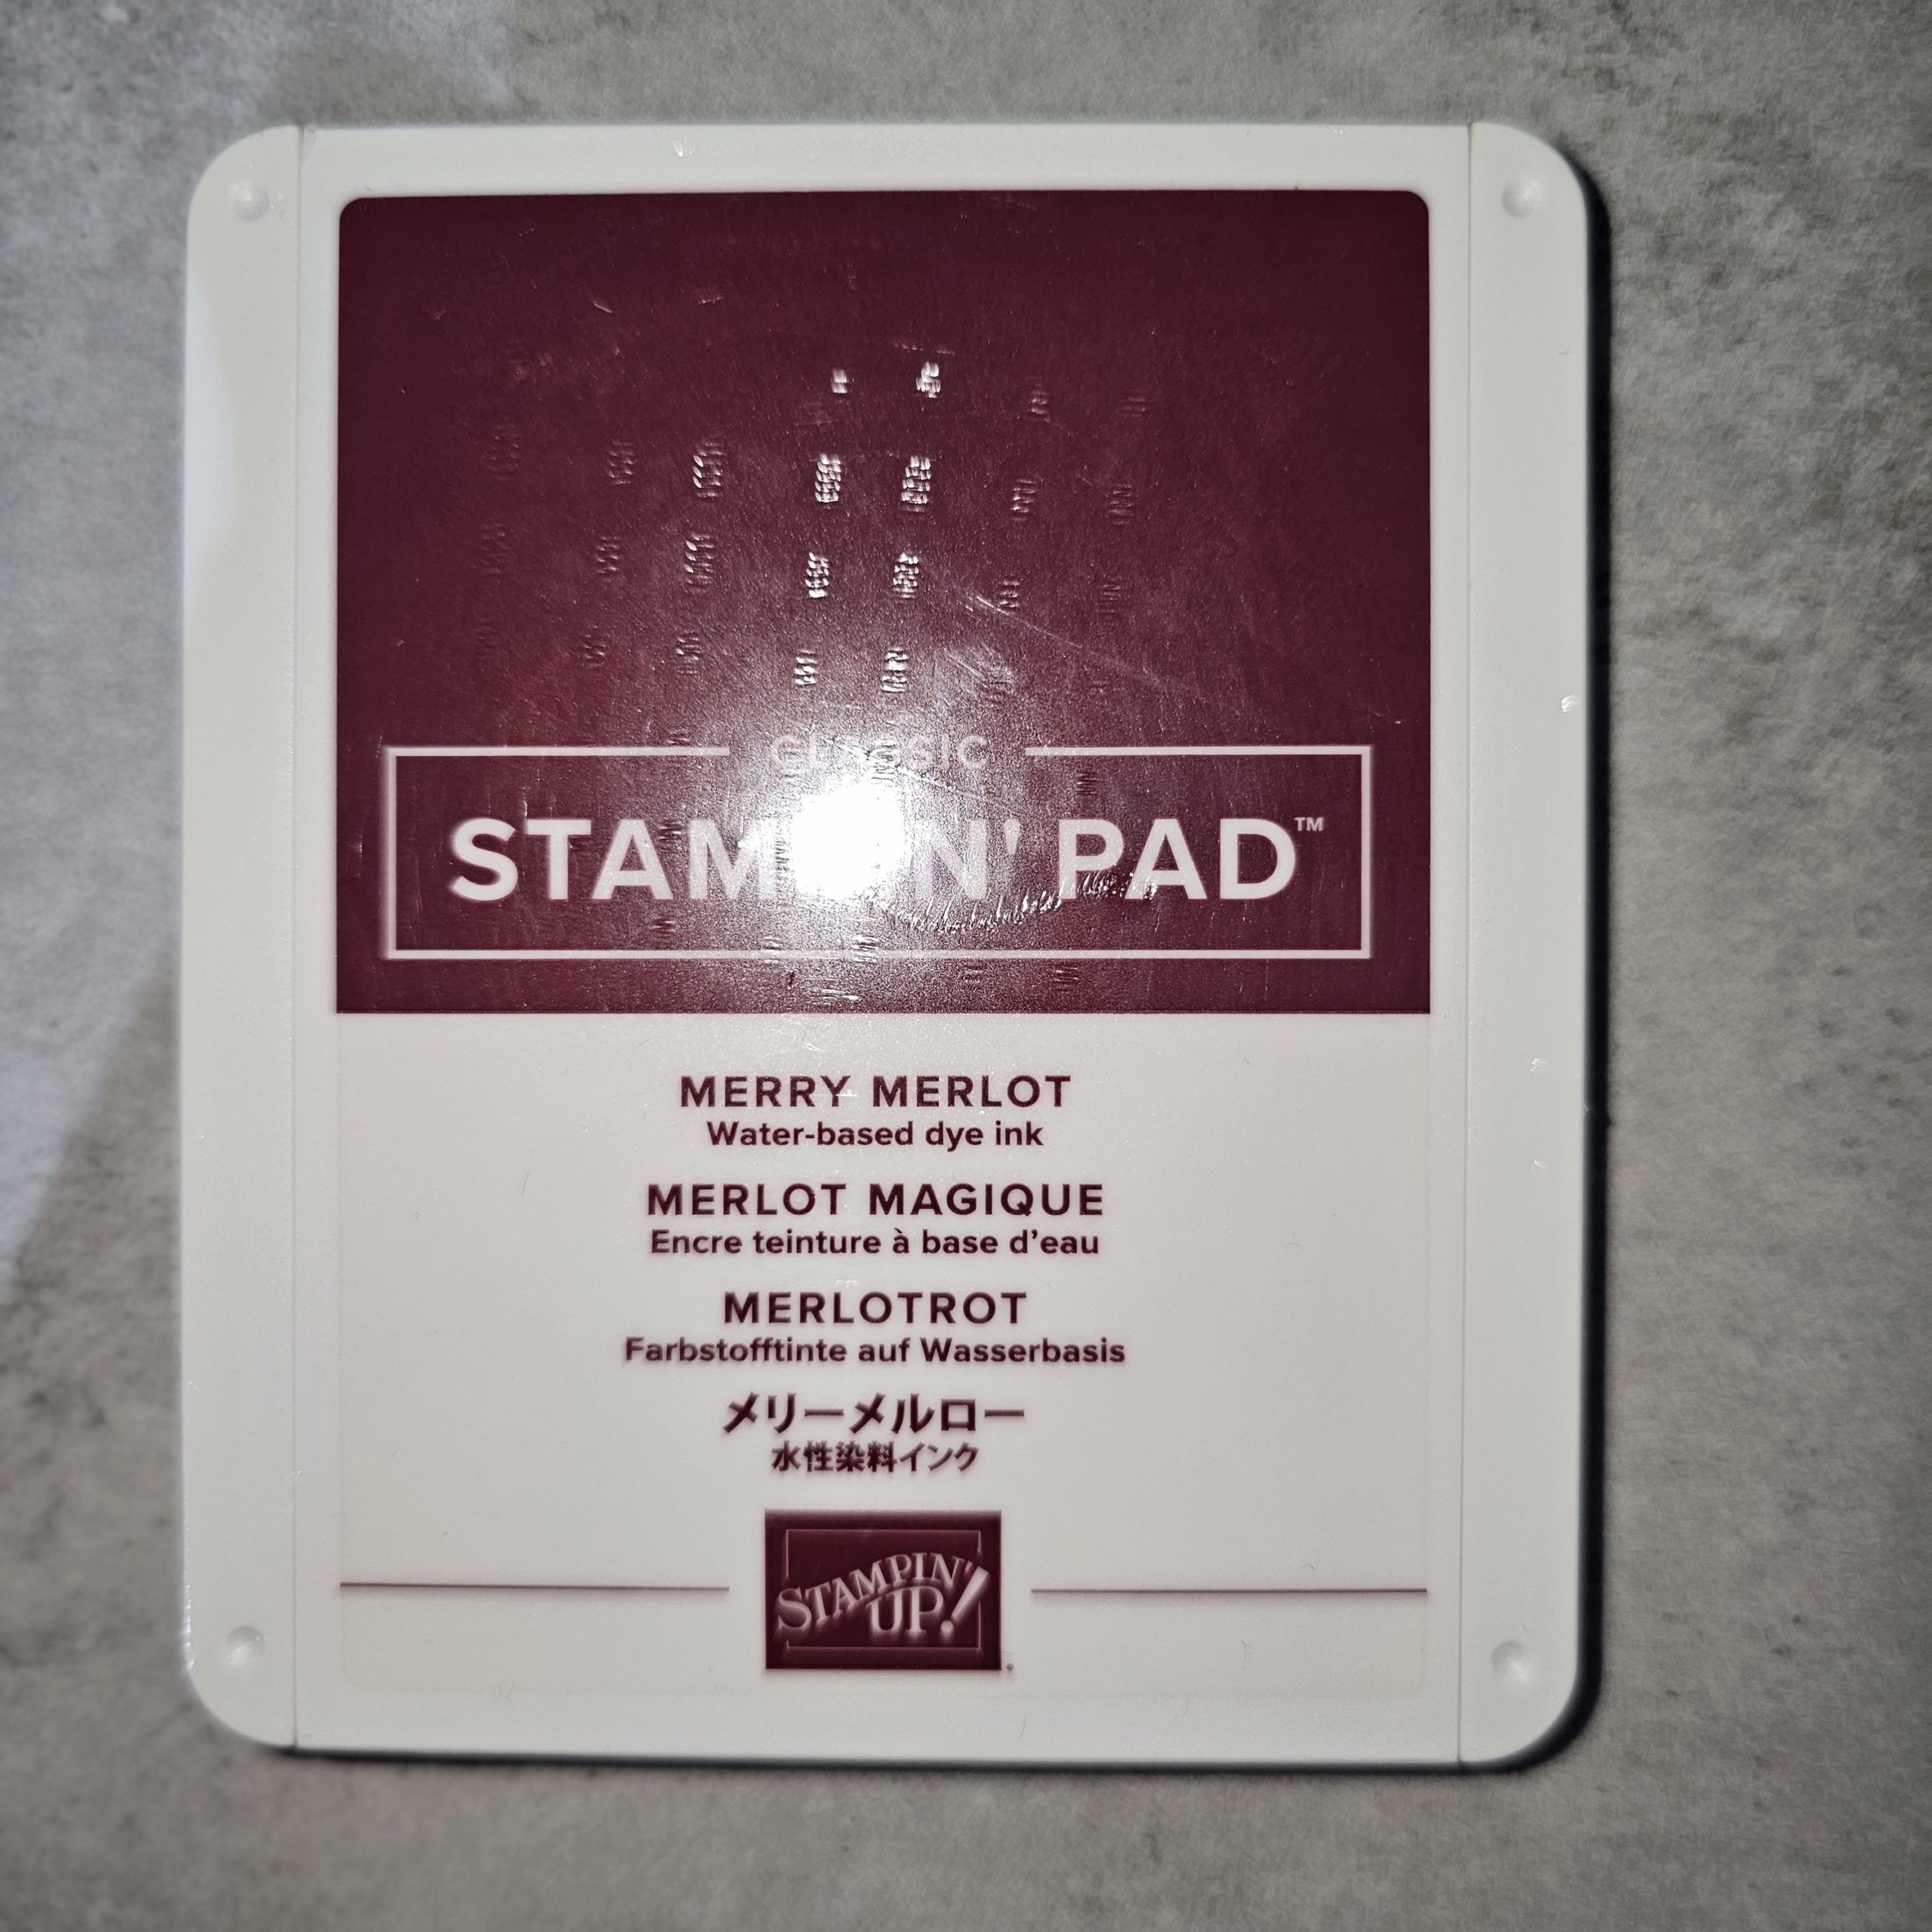 CLASSIC
STAMPIN' PAD™
MERRY MERLOT
Water-based dye ink
MERLOT MAGIQUE
Encre teinture à base d'eau
MERLOTROT
Farbstofftinte auf Wasserbasis
メリーメルロー
水性染料インク
STAMPIN'
UP!